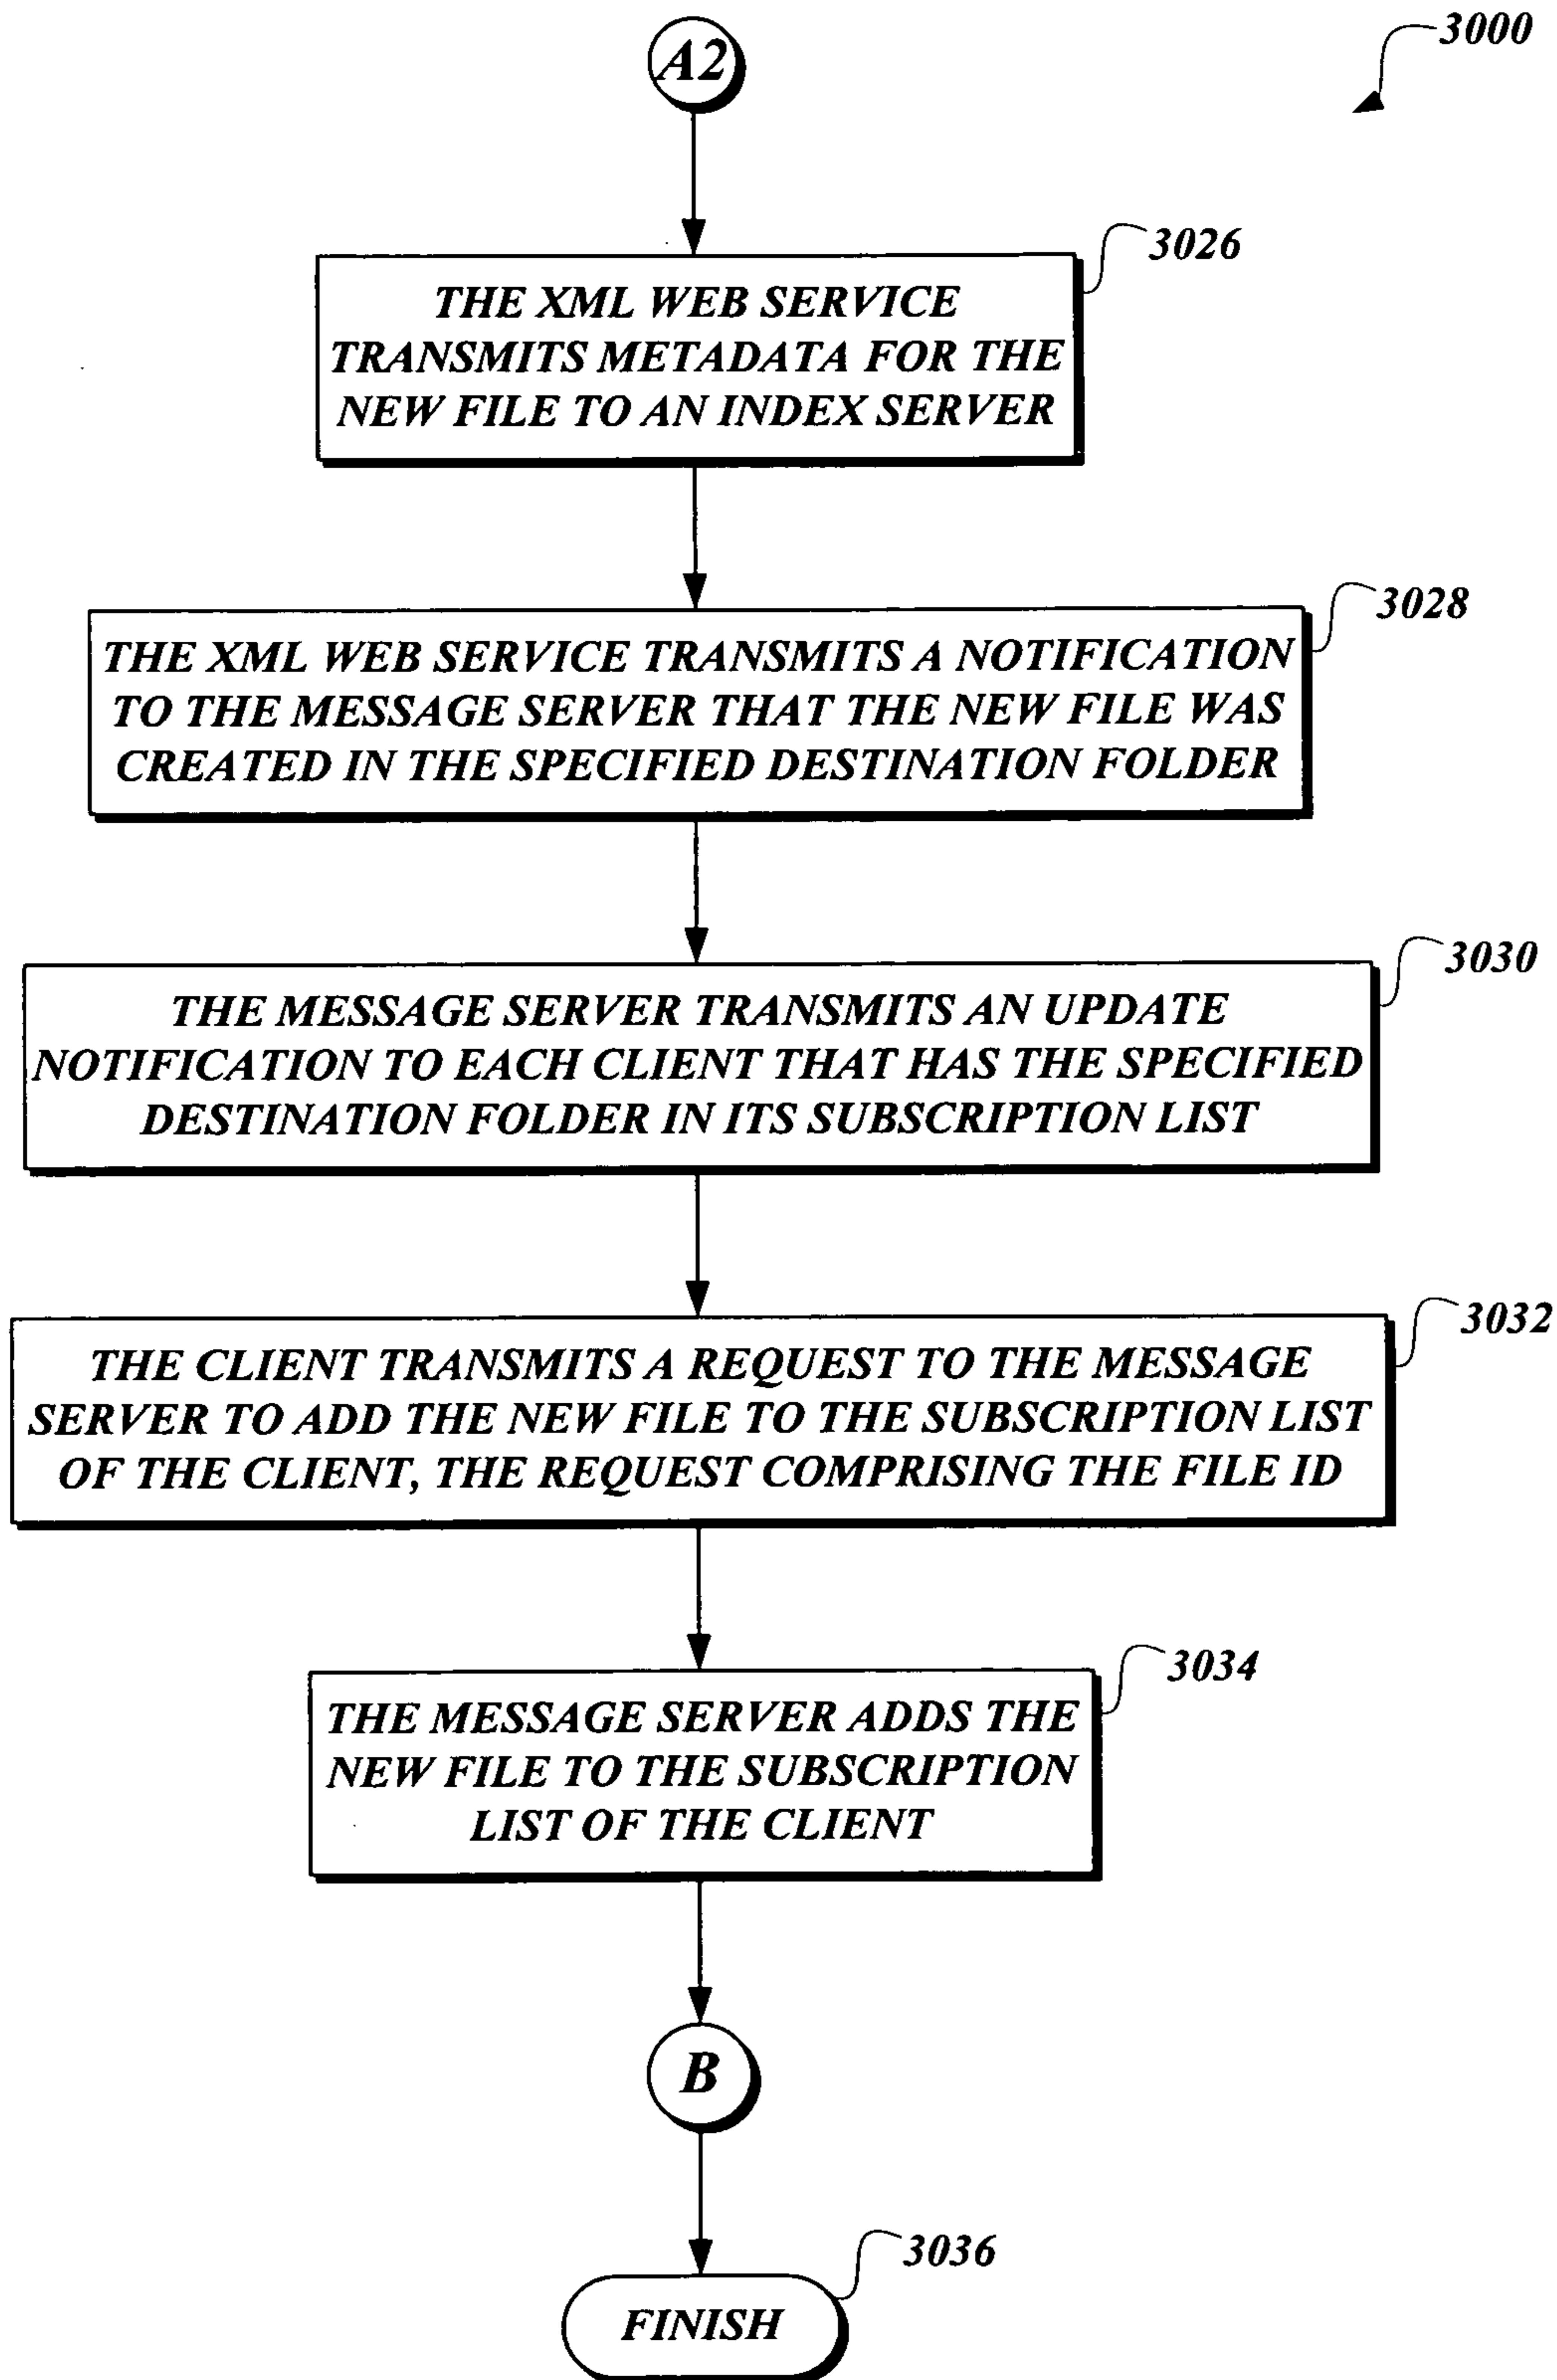 A2
3000
3026
THE XML WEB SERVICE
TRANSMITS METADATA FOR THE
NEW FILE TO AN INDEX SERVER
3028
THE XML WEB SERVICE TRANSMITS A NOTIFICATION
TO THE MESSAGE SERVER THAT THE NEW FILE WAS
CREATED IN THE SPECIFIED DESTINATION FOLDER
3030
THE MESSAGE SERVER TRANSMITS AN UPDATE
NOTIFICATION TO EACH CLIENT THAT HAS THE SPECIFIED
DESTINATION FOLDER IN ITS SUBSCRIPTION LIST
3032
THE CLIENT TRANSMITS A REQUEST TO THE MESSAGE
SERVER TO ADD THE NEW FILE TO THE SUBSCRIPTION LIST
OF THE CLIENT, THE REQUEST COMPRISING THE FILE ID
3034
THE MESSAGE SERVER ADDS THE
NEW FILE TO THE SUBSCRIPTION
LIST OF THE CLIENT
B
3036
FINISH